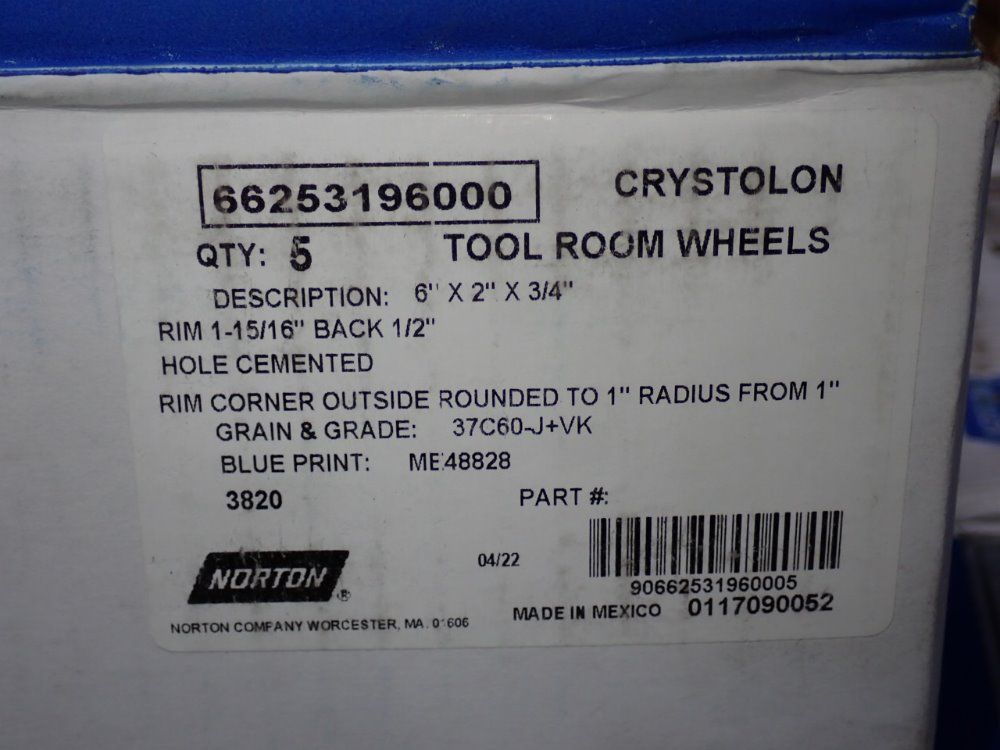 66253196000
CRYSTOLON
QTY: 5
TOOL ROOM WHEELS
DESCRIPTION: 6" X 2" X 3/4"
RIM 1-15/16" BACK 1/2"
HOLE CEMENTED
RIM CORNER OUTSIDE ROUNDED TO 1" RADIUS FROM 1"
GRAIN & GRADE: 37C60-J+VK
BLUE PRINT: ME48828
3820
PART #:
NORTON®
04/22
90662531960005
MADE IN MEXICO 0117090052
NORTON COMPANY WORCESTER, MA. 01606